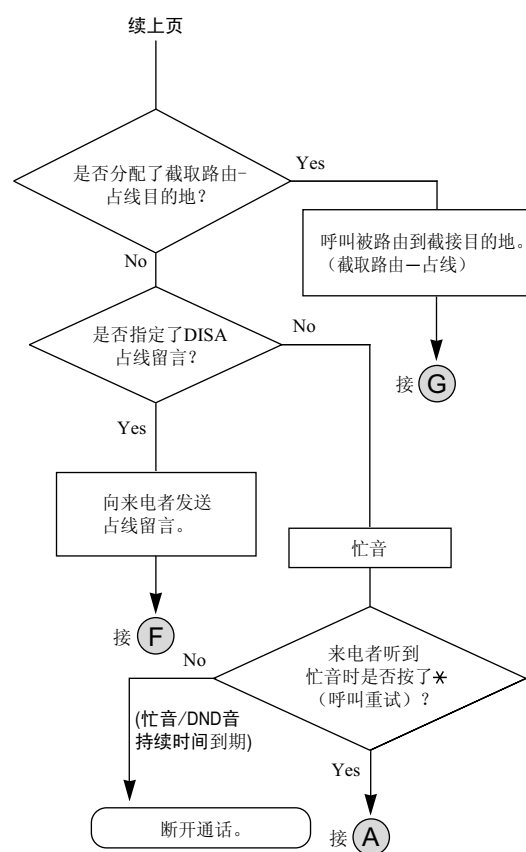 续上页
是否分配了截取路由–
占线目的地？
Yes
呼叫被路由到截接目的地。
（截取路由—占线）
No
接 G
是否指定了DISA
占线留言？
No
Yes
向来电者发送
占线留言。
忙音
接 F
来电者听到
忙音时是否按了*
（呼叫重试）？
No
(忙音/DND音
持续时间到期)
Yes
断开通话。
接 A